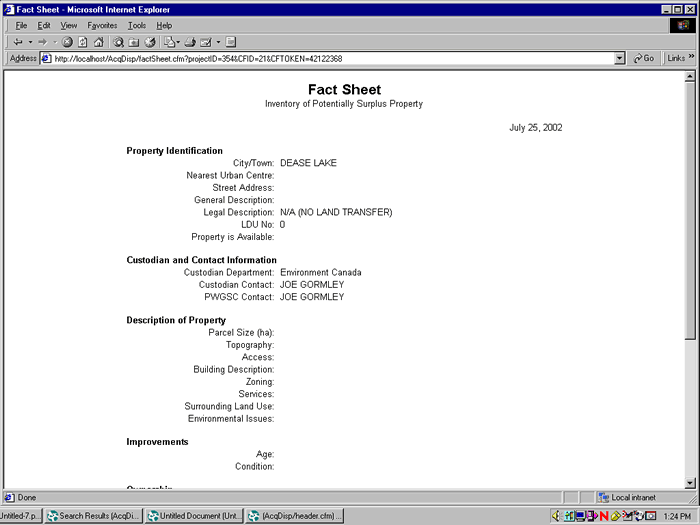 Fact Sheet - Microsoft Internet Explorer
File Edit View Favorites Tools Help
Address http://localhost/AcqDisp/factSheet.cfm?projectID=354&CFID=21&CFTOKEN=42122368 Go Links »
Fact Sheet
Inventory of Potentially Surplus Property
July 25, 2002
Property Identification
City/Town: DEASE LAKE
Nearest Urban Centre:
Street Address:
General Description:
Legal Description: N/A (NO LAND TRANSFER)
LDU No: 0
Property is Available:
Custodian and Contact Information
Custodian Department: Environment Canada
Custodian Contact: JOE GORMLEY
PWGSC Contact: JOE GORMLEY
Description of Property
Parcel Size (ha):
Topography:
Access:
Building Description:
Zoning:
Services:
Surrounding Land Use:
Environmental Issues:
Improvements
Age:
Condition:
Ownership
Done Local intranet
Untitled-7.p... Search Results (AcqDi... Untitled Document (Unt... (AcqDisp/header.cfm) ... 1:24 PM